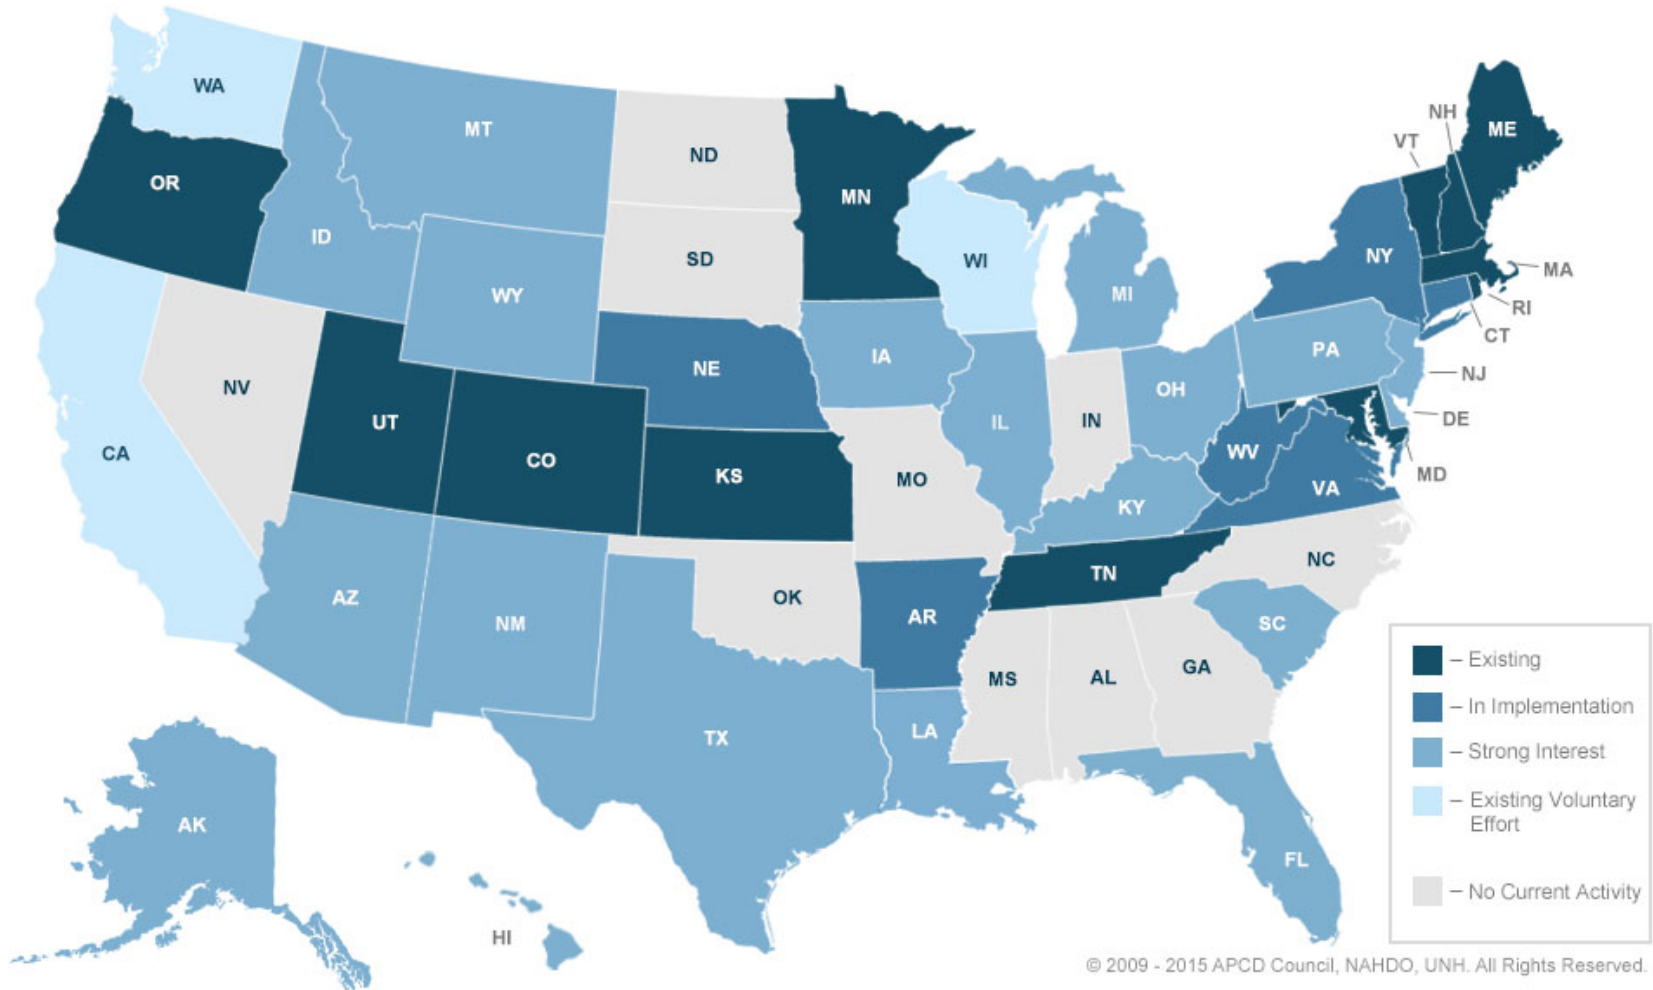 WA
MT
ND
MN
NH
ME
VT
OR
ID
SD
WI
NY
MA
WY
MI
RI
CT
NE
IA
PA
NJ
NV
UT
OH
IL
IN
DE
CO
KS
MO
WV
MD
CA
KY
VA
AZ
NM
OK
TN
NC
AR
SC
MS
AL
GA
TX
LA
AK
FL
HI
– Existing
– In Implementation
– Strong Interest
– Existing Voluntary
Effort
– No Current Activity
© 2009 - 2015 APCD Council, NAHDO, UNH. All Rights Reserved.